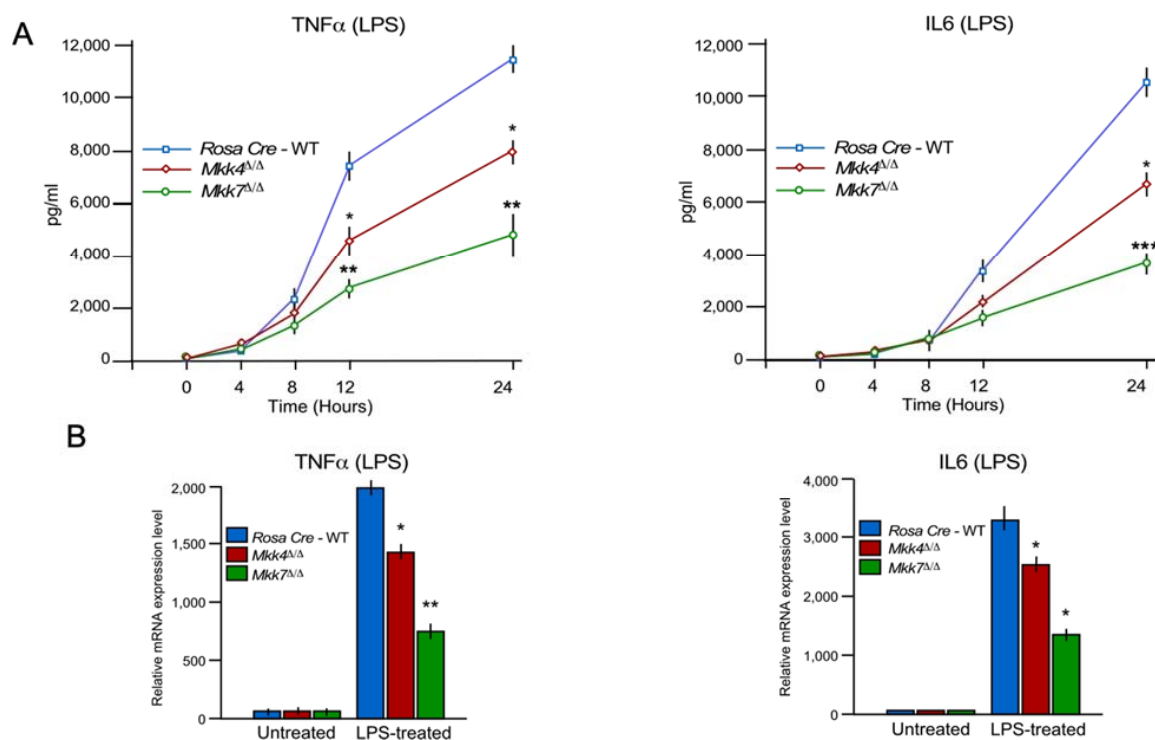 A
TNFα (LPS)
12,000
10,000
8,000
6,000
4,000
2,000
0
pg/ml
Rosa Cre - WT
Mkk4Δ/Δ
Mkk7Δ/Δ
*
**
*
**
0 4 8 12 24
Time (Hours)
IL6 (LPS)
12,000
10,000
8,000
6,000
4,000
2,000
0
Rosa Cre - WT
Mkk4Δ/Δ
Mkk7Δ/Δ
*
***
0 4 8 12 24
Time (Hours)
B
TNFα (LPS)
2,000
1,500
1,000
500
0
Relative mRNA expression level
Rosa Cre - WT
Mkk4Δ/Δ
Mkk7Δ/Δ
*
**
Untreated LPS-treated
IL6 (LPS)
4,000
3,000
2,000
1,000
0
Relative mRNA expression level
Rosa Cre - WT
Mkk4Δ/Δ
Mkk7Δ/Δ
*
*
Untreated LPS-treated